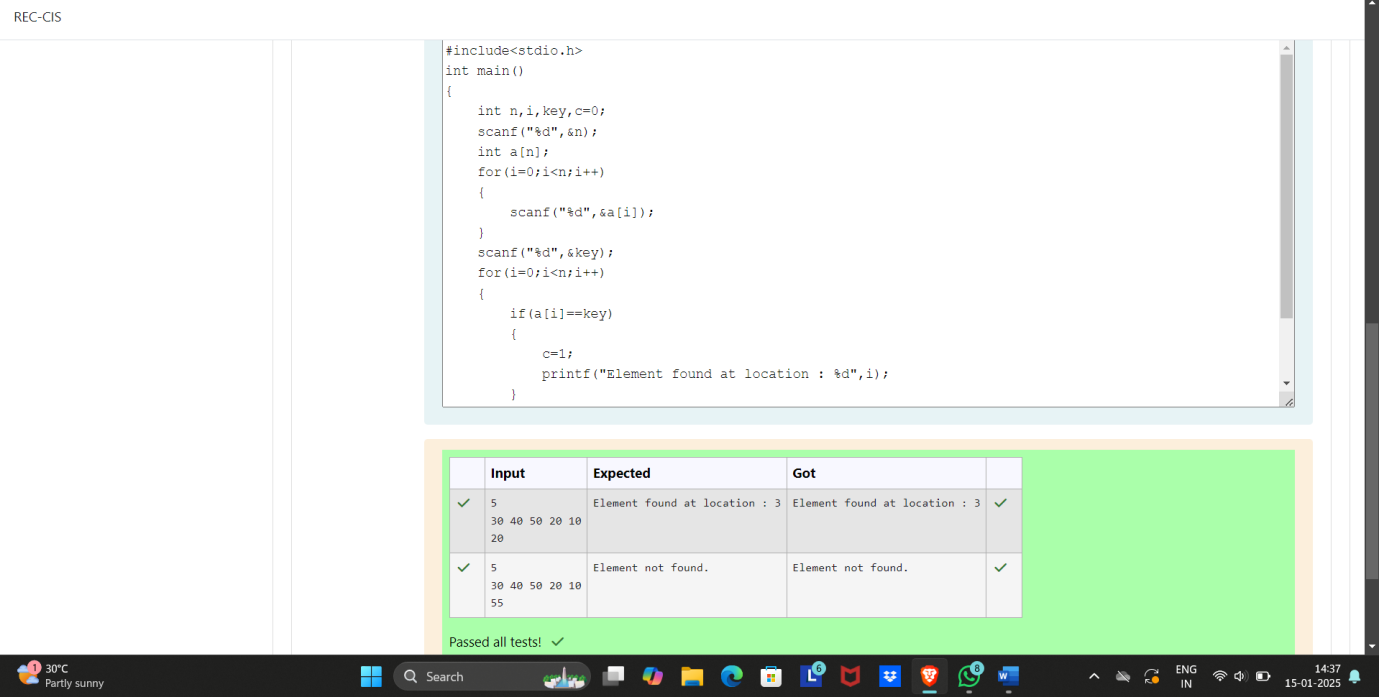 REC-CIS
#include<stdio.h>
int main()
{
    int n,i,key,c=0;
    scanf("%d",&n);
    int a[n];
    for(i=0;i<n;i++)
    {
        scanf("%d",&a[i]);
    }
    scanf("%d",&key);
    for(i=0;i<n;i++)
    {
        if(a[i]==key)
        {
            c=1;
            printf("Element found at location : %d",i);
        }
Input Expected Got
5 Element found at location : 3 Element found at location : 3
30 40 50 20 10
20
5 Element not found. Element not found.
30 40 50 20 10
55
Passed all tests!
1
30°C
Partly sunny
Search
L 6
8
W
ENG
IN
14:37
15-01-2025